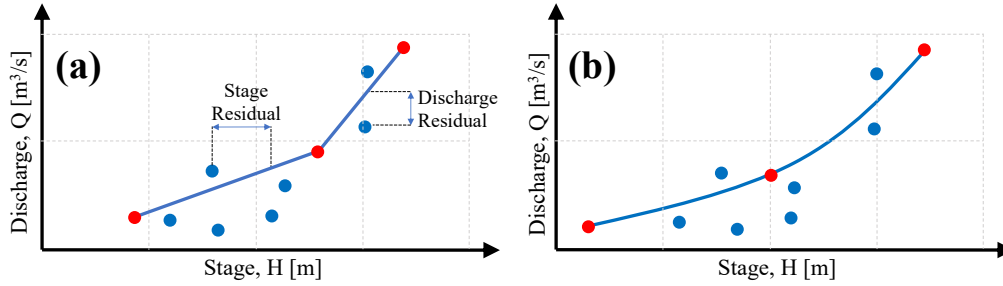 (a)
Discharge, Q [m³/s]
Stage
Residual
Discharge
Residual
Stage, H [m]
(b)
Discharge, Q [m³/s]
Stage, H [m]